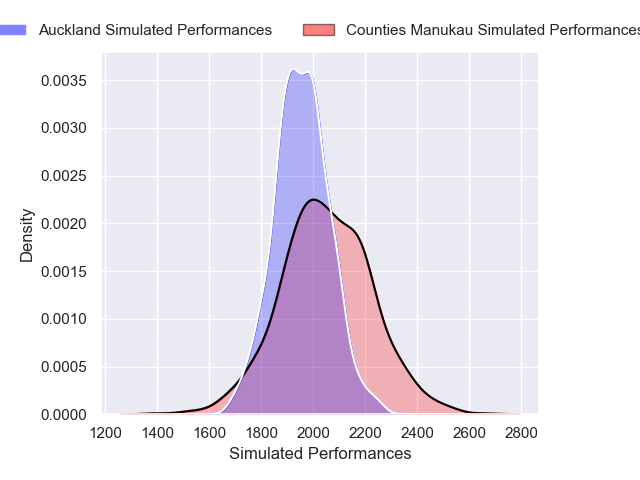 Auckland Simulated Performances
Counties Manukau Simulated Performances
0.0035
0.0030
0.0025
0.0020
0.0015
0.0010
0.0005
0.0000
Density
1200 1400 1600 1800 2000 2200 2400 2600 2800
Simulated Performances